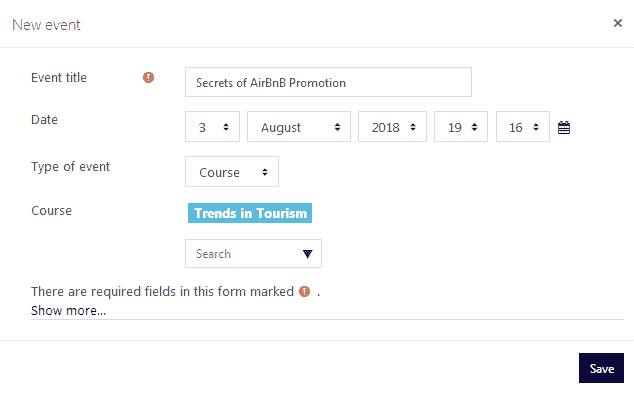 New event ×
Event title Secrets of AirBnB Promotion
Date 3 August 2018 19 16
Type of event Course
Course Trends in Tourism
Search
There are required fields in this form marked ! .
Show more...
Save